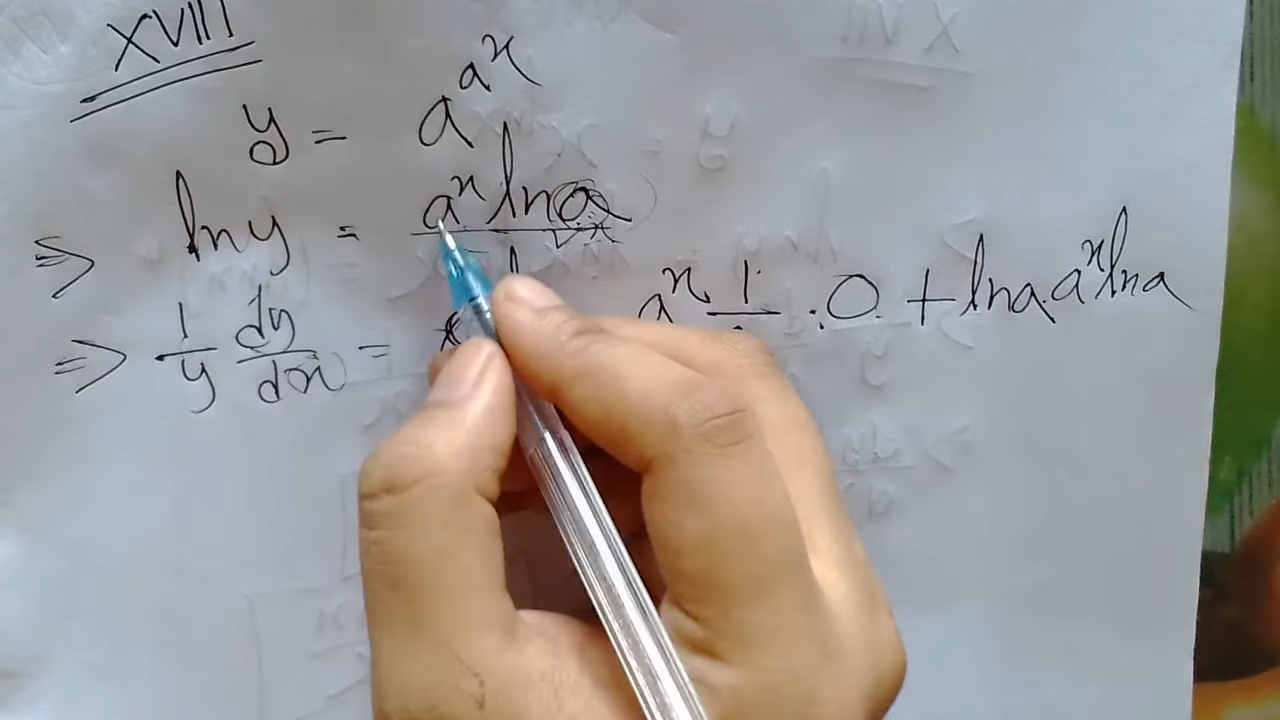 XVIII
y = a^{a^x}
⇒ ln y = a^x ln a
⇒ 1/y dy/dx = a^x 1 . 0 + ln a . a^x ln a